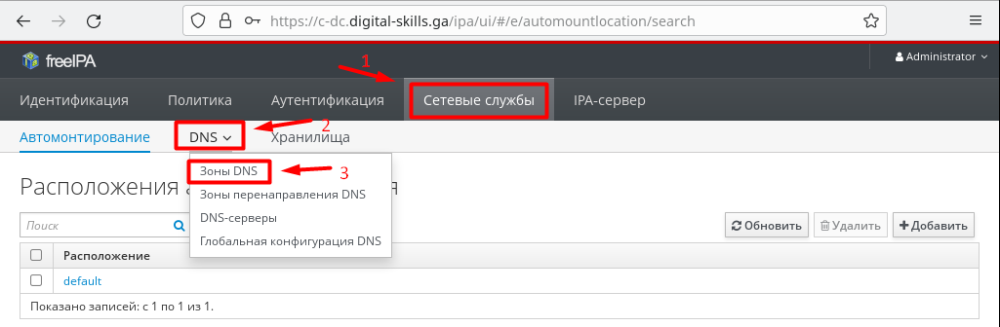 https://c-dc.digital-skills.ga/ipa/ui/#/e/automountlocation/search
freeIPA
1
Administrator
Идентификация Политика Аутентификация Сетевые службы IPA-сервер
Автомонтирование DNS 2 Хранилища
Зоны DNS 3
Расположения а я
Зоны перенаправления DNS
DNS-серверы
Поиск Обновить Удалить Добавить
Глобальная конфигурация DNS
Расположение
default
Показано записей: с 1 по 1 из 1.